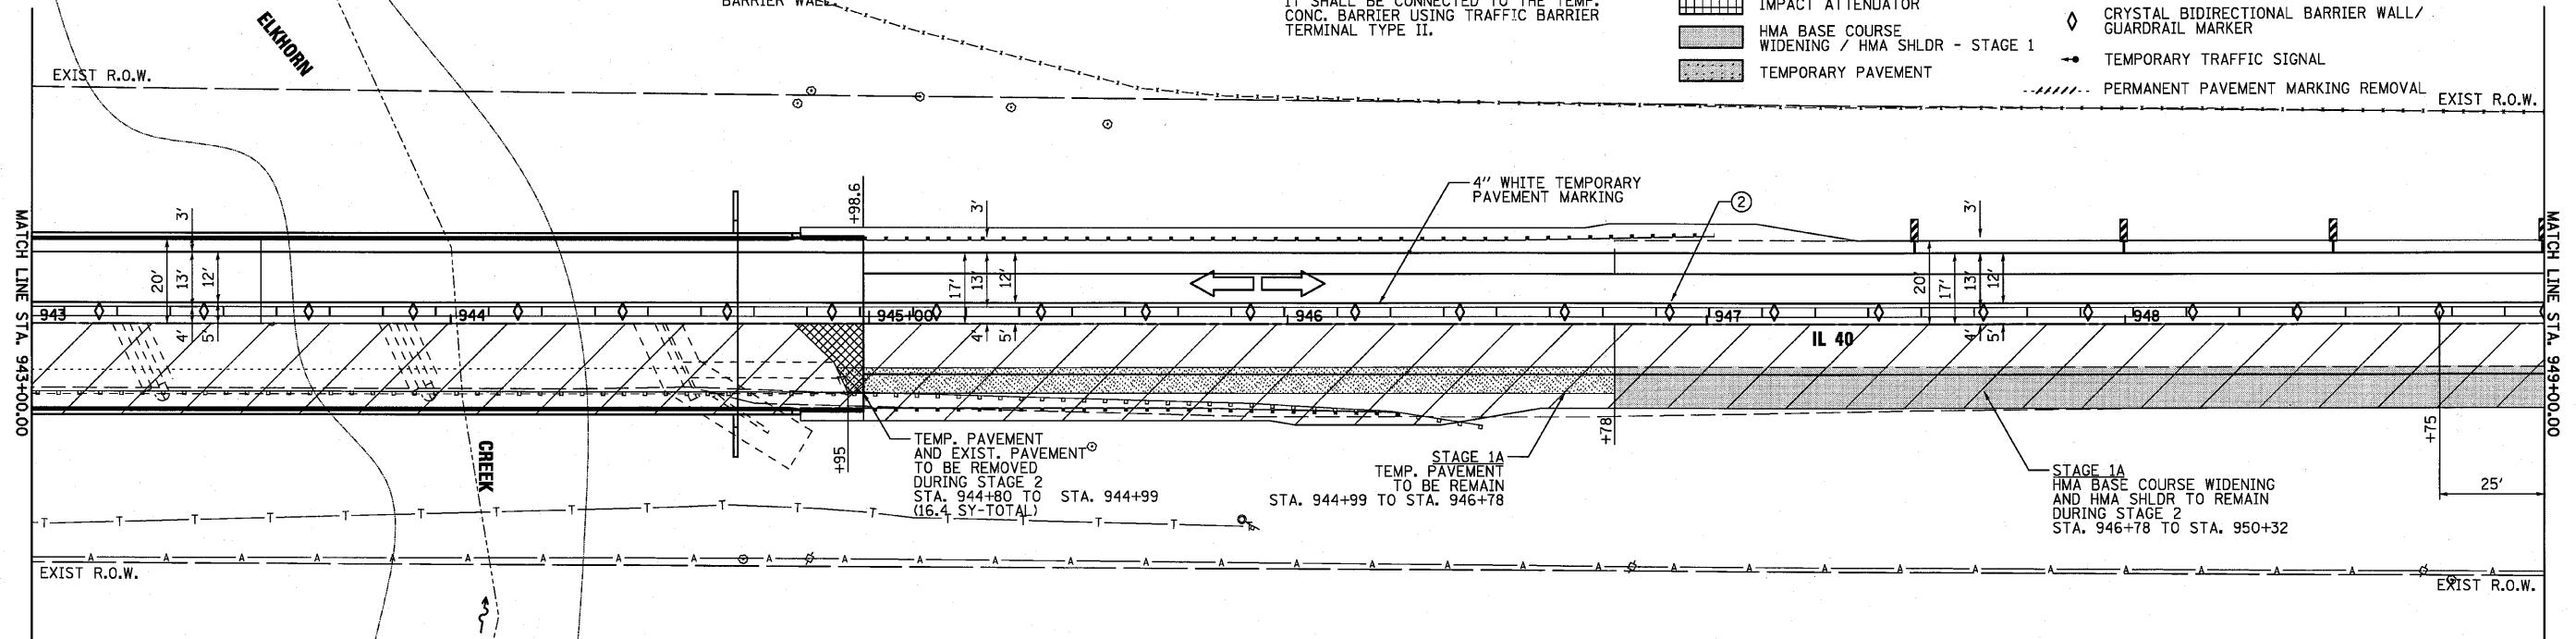 BARRIER WALL.
IT SHALL BE CONNECTED TO THE TEMP.
CONC. BARRIER USING TRAFFIC BARRIER
TERMINAL TYPE II.
IMPACT ATTENUATOR
HMA BASE COURSE
WIDENING / HMA SHLDR - STAGE 1
TEMPORARY PAVEMENT
CRYSTAL BIDIRECTIONAL BARRIER WALL/
GUARDRAIL MARKER
TEMPORARY TRAFFIC SIGNAL
PERMANENT PAVEMENT MARKING REMOVAL
ELKHORN
EXIST R.O.W.
EXIST R.O.W.
MATCH LINE STA. 943+00.00
3'
20'
13'
12'
4'
5'
+98.6
3'
17'
13'
12'
4'
5'
4" WHITE TEMPORARY
PAVEMENT MARKING
2
3'
20'
17'
13'
12'
4'
5'
MATCH LINE STA. 949+00.00
943
944
945+00
946
947
948
IL 40
+95
+78
+75
25'
CREEK
TEMP. PAVEMENT
AND EXIST. PAVEMENT
TO BE REMOVED
DURING STAGE 2
STA. 944+80 TO STA. 944+99
(16.4 SY-TOTAL)
STAGE 1A
TEMP. PAVEMENT
TO BE REMAIN
STA. 944+99 TO STA. 946+78
STAGE 1A
HMA BASE COURSE WIDENING
AND HMA SHLDR TO REMAIN
DURING STAGE 2
STA. 946+78 TO STA. 950+32
T T T T T T T T T T T T T T T
A A A A A A A A A A A A A A A A A A A A A A A A A A A A A A A A A
EXIST R.O.W.
EXIST R.O.W.